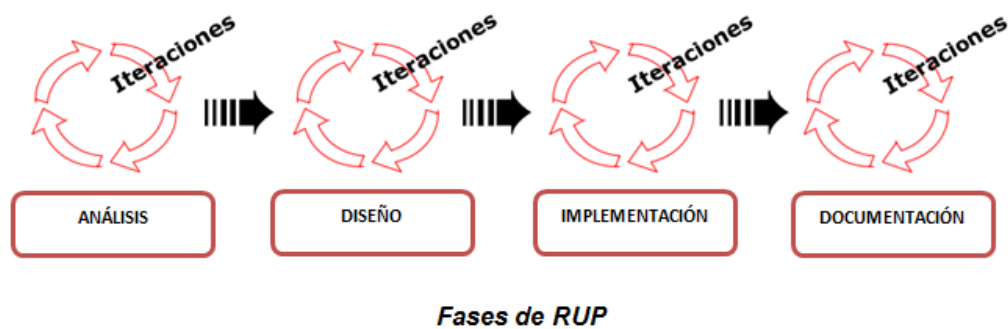 Iteraciones
Iteraciones
Iteraciones
Iteraciones
ANÁLISIS
DISEÑO
IMPLEMENTACIÓN
DOCUMENTACIÓN
Fases de RUP